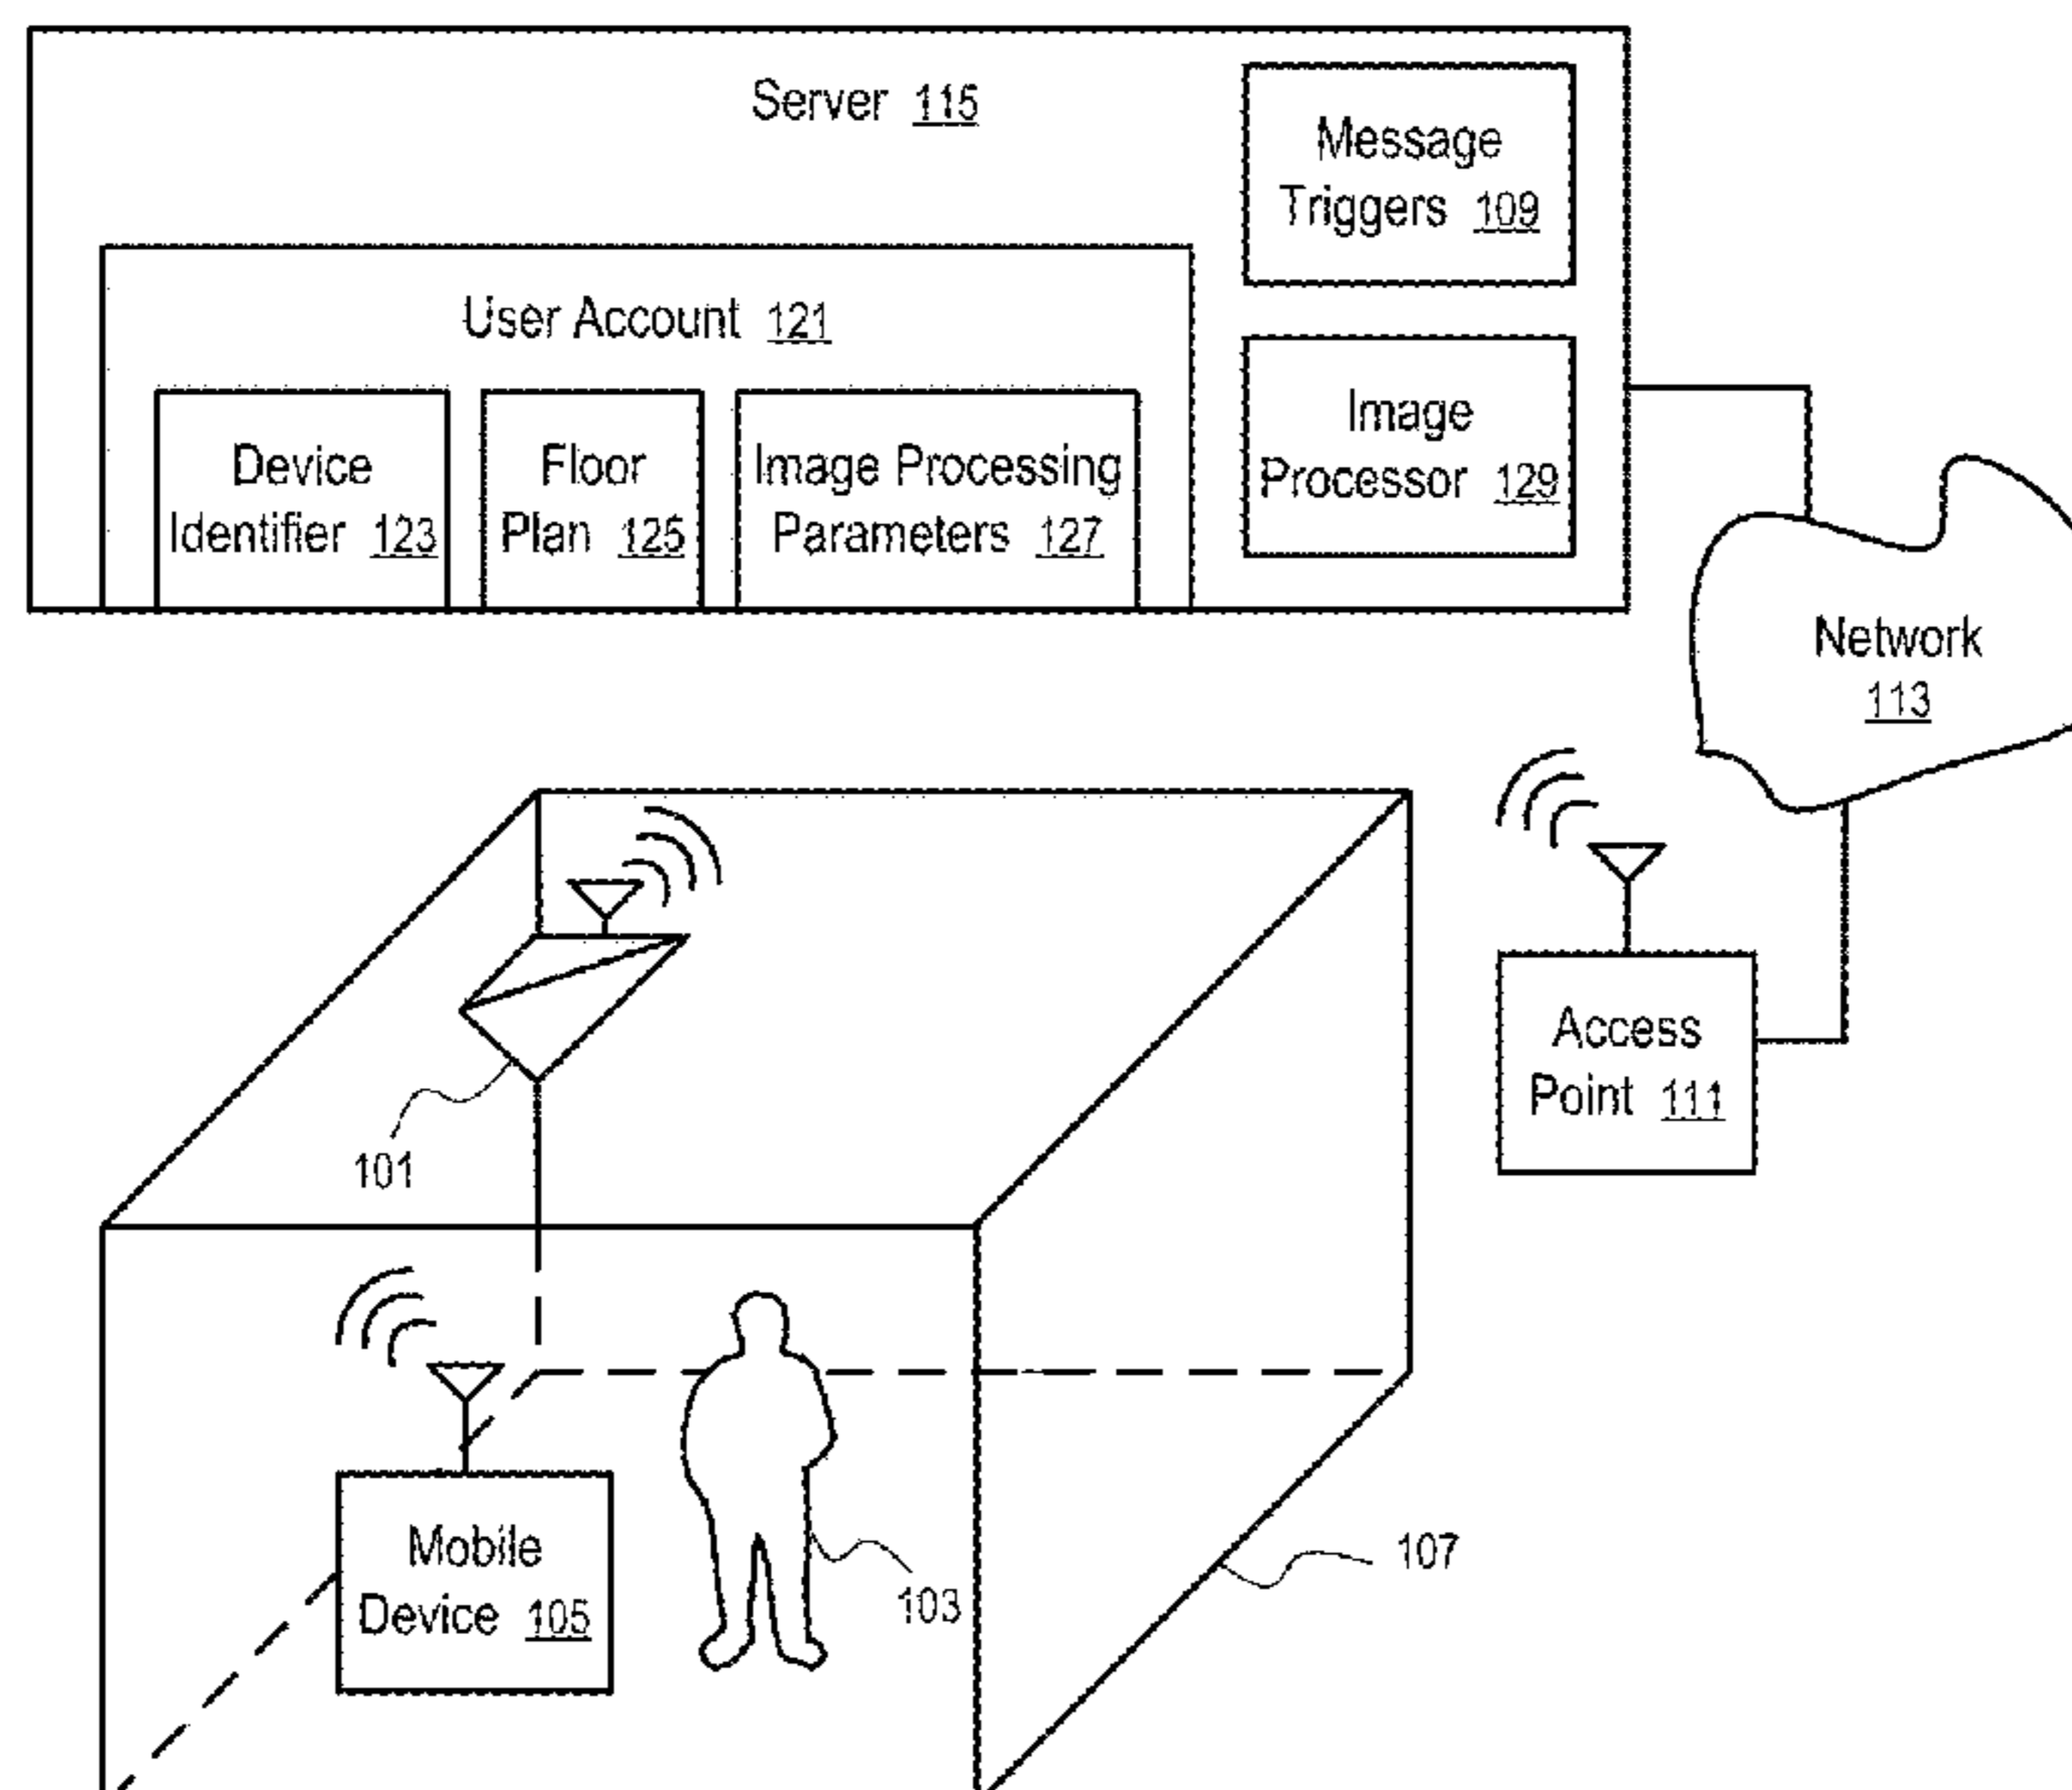 Server 115
Message
Triggers 109
User Account 121
Device
Identifier 123
Floor
Plan 125
Image Processing
Parameters 127
Image
Processor 129
Network
113
Access
Point 111
101
Mobile
Device 105
103
107